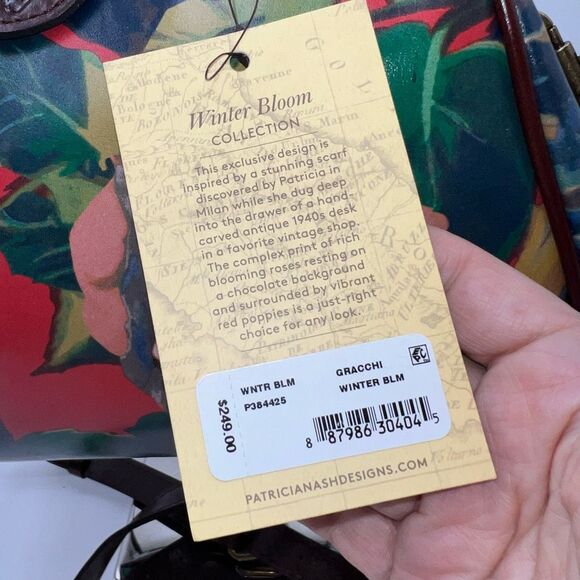 Winter Bloom
COLLECTION
This exclusive design is
inspired by a stunning scarf
discovered by Patricia in
Milan while she dug deep
into the drawer of a hand-
carved antique 1940s desk
in a favorite vintage shop.
The complex print of rich
blooming roses resting on
a chocolate background
and surrounded by vibrant
red poppies is a just-right
choice for any look.
WNTR BLM
P384425
GRACCHI
WINTER BLM
$249.00
8 87986 30404 5
PATRICIANASHDESIGNS.COM